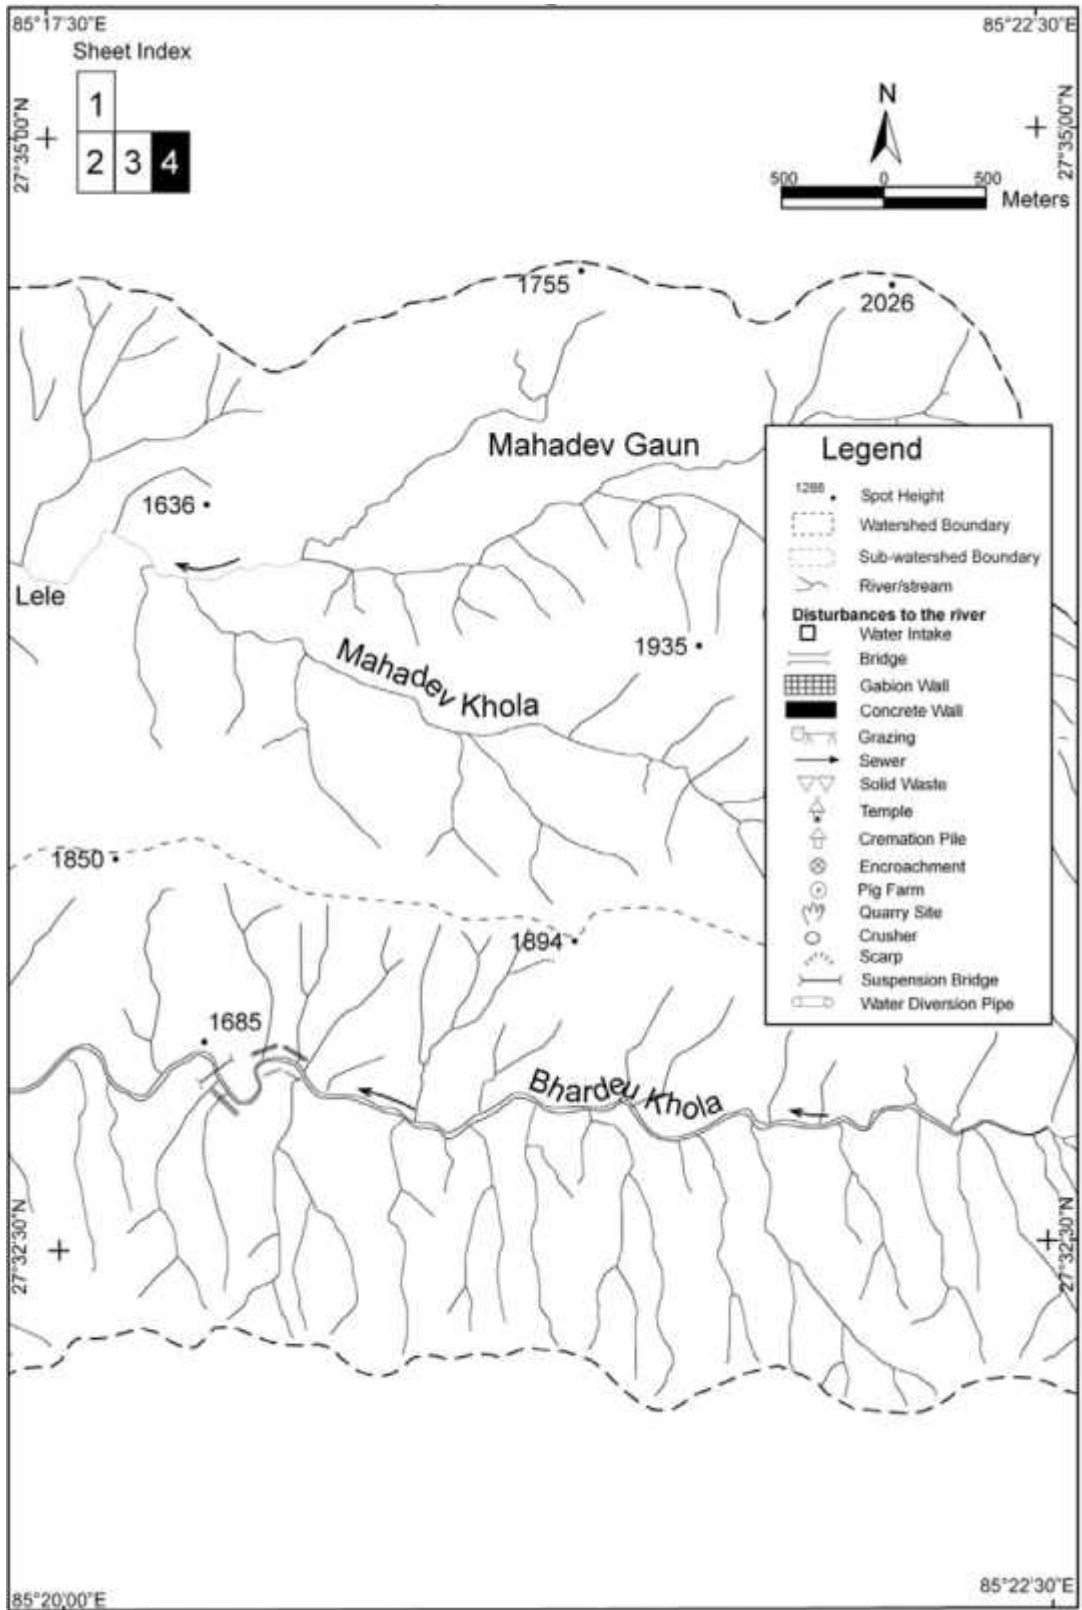 85°17'30"E
85°22'30"E
Sheet Index
1
2 3 4
27°35'00"N
27°35'00"N
N
500 0 500
Meters
1755
2026
Mahadev Gaun
1636
Lele
1935
Mahadev Khola
1850
1894
1685
Bhardeu Khola
Legend
1288 Spot Height
Watershed Boundary
Sub-watershed Boundary
River/stream
Disturbances to the river
Water Intake
Bridge
Gabion Wall
Concrete Wall
Grazing
Sewer
Solid Waste
Temple
Cremation Pile
Encroachment
Pig Farm
Quarry Site
Crusher
Scarp
Suspension Bridge
Water Diversion Pipe
27°32'30"N
27°32'30"N
85°20'00"E
85°22'30"E